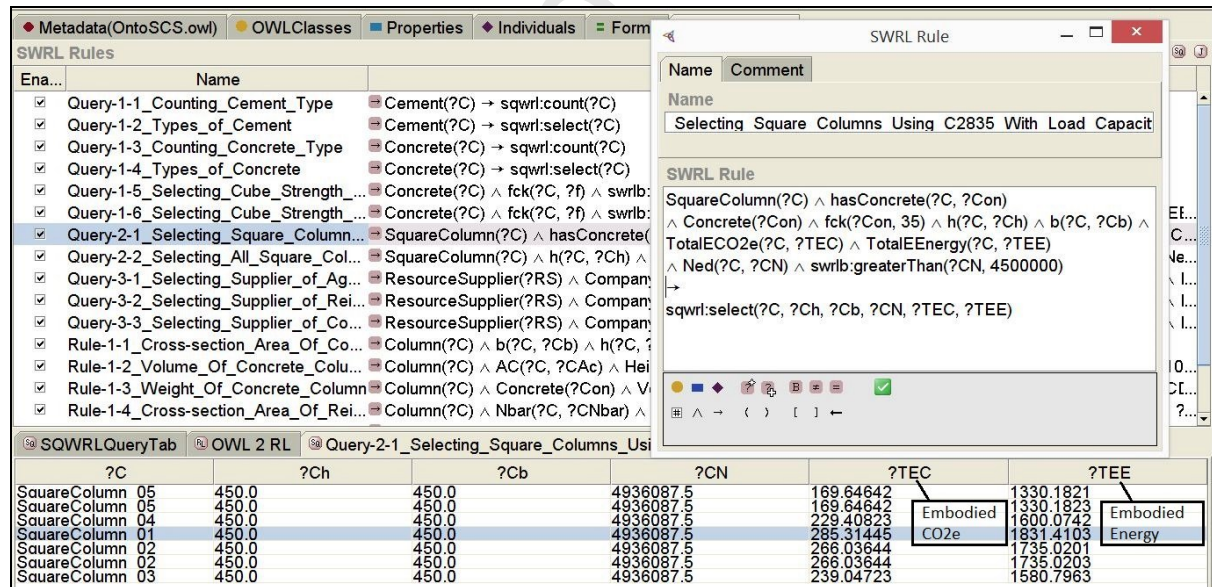 Metadata(OntoSCS.owl) OWLClasses Properties Individuals Form
SWRL Rules
Ena... Name
Query-1-1_Counting_Cement_Type Cement(?C) → sqwrl:count(?C)
Query-1-2_Types_of_Cement Cement(?C) → sqwrl:select(?C)
Query-1-3_Counting_Concrete_Type Concrete(?C) → sqwrl:count(?C)
Query-1-4_Types_of_Concrete Concrete(?C) → sqwrl:select(?C)
Query-1-5_Selecting_Cube_Strength_... Concrete(?C) ∧ fck(?C, ?f) ∧ swrlb:
Query-1-6_Selecting_Cube_Strength_... Concrete(?C) ∧ fck(?C, ?f) ∧ swrlb:
Query-2-1_Selecting_Square_Column... SquareColumn(?C) ∧ hasConcrete(
Query-2-2_Selecting_All_Square_Col... SquareColumn(?C) ∧ h(?C, ?Ch) ∧
Query-3-1_Selecting_Supplier_of_Ag... ResourceSupplier(?RS) ∧ Company
Query-3-2_Selecting_Supplier_of_Rei... ResourceSupplier(?RS) ∧ Company
Query-3-3_Selecting_Supplier_of_Co... ResourceSupplier(?RS) ∧ Company
Rule-1-1_Cross-section_Area_Of_Co... Column(?C) ∧ b(?C, ?Cb) ∧ h(?C, ?
Rule-1-2_Volume_Of_Concrete_Colu... Column(?C) ∧ AC(?C, ?CAc) ∧ Hei
Rule-1-3_Weight_Of_Concrete_Column Column(?C) ∧ Concrete(?Con) ∧ V
Rule-1-4_Cross-section_Area_Of_Rei... Column(?C) ∧ Nbar(?C, ?CNbar) ∧
SWRL Rule
Name Comment
Name
Selecting Square Columns Using C2835 With Load Capacit
SWRL Rule
SquareColumn(?C) ∧ hasConcrete(?C, ?Con)
∧ Concrete(?Con) ∧ fck(?Con, 35) ∧ h(?C, ?Ch) ∧ b(?C, ?Cb) ∧
TotalECO2e(?C, ?TEC) ∧ TotalEEnergy(?C, ?TEE)
∧ Ned(?C, ?CN) ∧ swrlb:greaterThan(?CN, 4500000)
→
sqwrl:select(?C, ?Ch, ?Cb, ?CN, ?TEC, ?TEE)
∧ → ( ) [ ] ←
SQWRLQueryTab OWL 2 RL Query-2-1_Selecting_Square_Columns_Usi
?C ?Ch ?Cb ?CN ?TEC ?TEE
SquareColumn_05 450.0 450.0 4936087.5 169.64642 1330.1821
SquareColumn_05 450.0 450.0 4936087.5 169.64642 1330.1823
SquareColumn_04 450.0 450.0 4936087.5 229.40823 1600.0742
SquareColumn_01 450.0 450.0 4936087.5 285.31445 1831.4103
SquareColumn_02 450.0 450.0 4936087.5 266.03644 1735.0201
SquareColumn_02 450.0 450.0 4936087.5 266.03644 1735.0203
SquareColumn_03 450.0 450.0 4936087.5 239.04723 1580.7963
Embodied
CO2e
Embodied
Energy